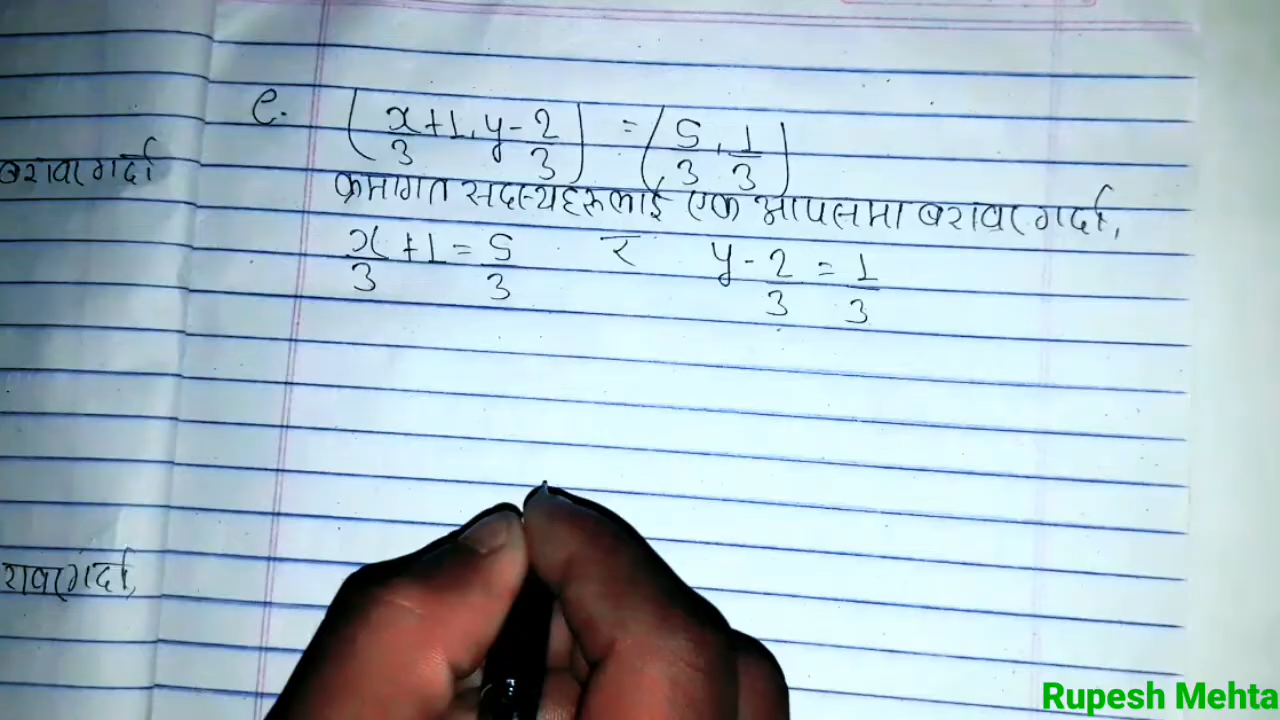 e. (x/3 + 1, y - 2/3) = (5/3, 1/3)
बराबर गर्दा
क्रमागत सदस्यहरूलाई एक आपसमा बराबर गर्दा,
x/3 + 1 = 5/3 र y - 2/3 = 1/3
राबर गर्दा,
Rupesh Mehta